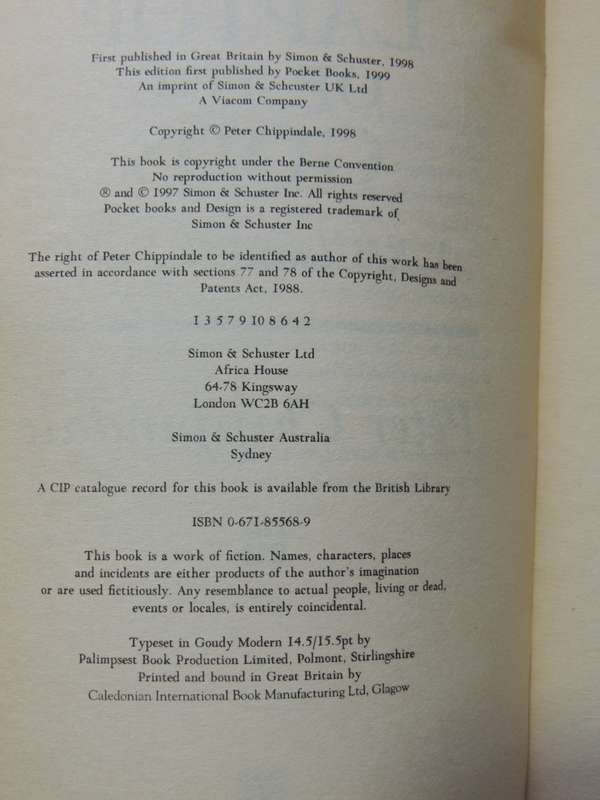 First published in Great Britain by Simon & Schuster, 1998
This edition first published by Pocket Books, 1999
An imprint of Simon & Schcuster UK Ltd
A Viacom Company
Copyright © Peter Chippindale, 1998
This book is copyright under the Berne Convention
No reproduction without permission
® and © 1997 Simon & Schuster Inc. All rights reserved
Pocket books and Design is a registered trademark of
Simon & Schuster Inc
The right of Peter Chippindale to be identified as author of this work has been
asserted in accordance with sections 77 and 78 of the Copyright, Designs and
Patents Act, 1988.
1 3 5 7 9 10 8 6 4 2
Simon & Schuster Ltd
Africa House
64-78 Kingsway
London WC2B 6AH
Simon & Schuster Australia
Sydney
A CIP catalogue record for this book is available from the British Library
ISBN 0-671-85568-9
This book is a work of fiction. Names, characters, places
and incidents are either products of the author's imagination
or are used fictitiously. Any resemblance to actual people, living or dead,
events or locales, is entirely coincidental.
Typeset in Goudy Modern 14.5/15.5pt by
Palimpsest Book Production Limited, Polmont, Stirlingshire
Printed and bound in Great Britain by
Caledonian International Book Manufacturing Ltd, Glasgow